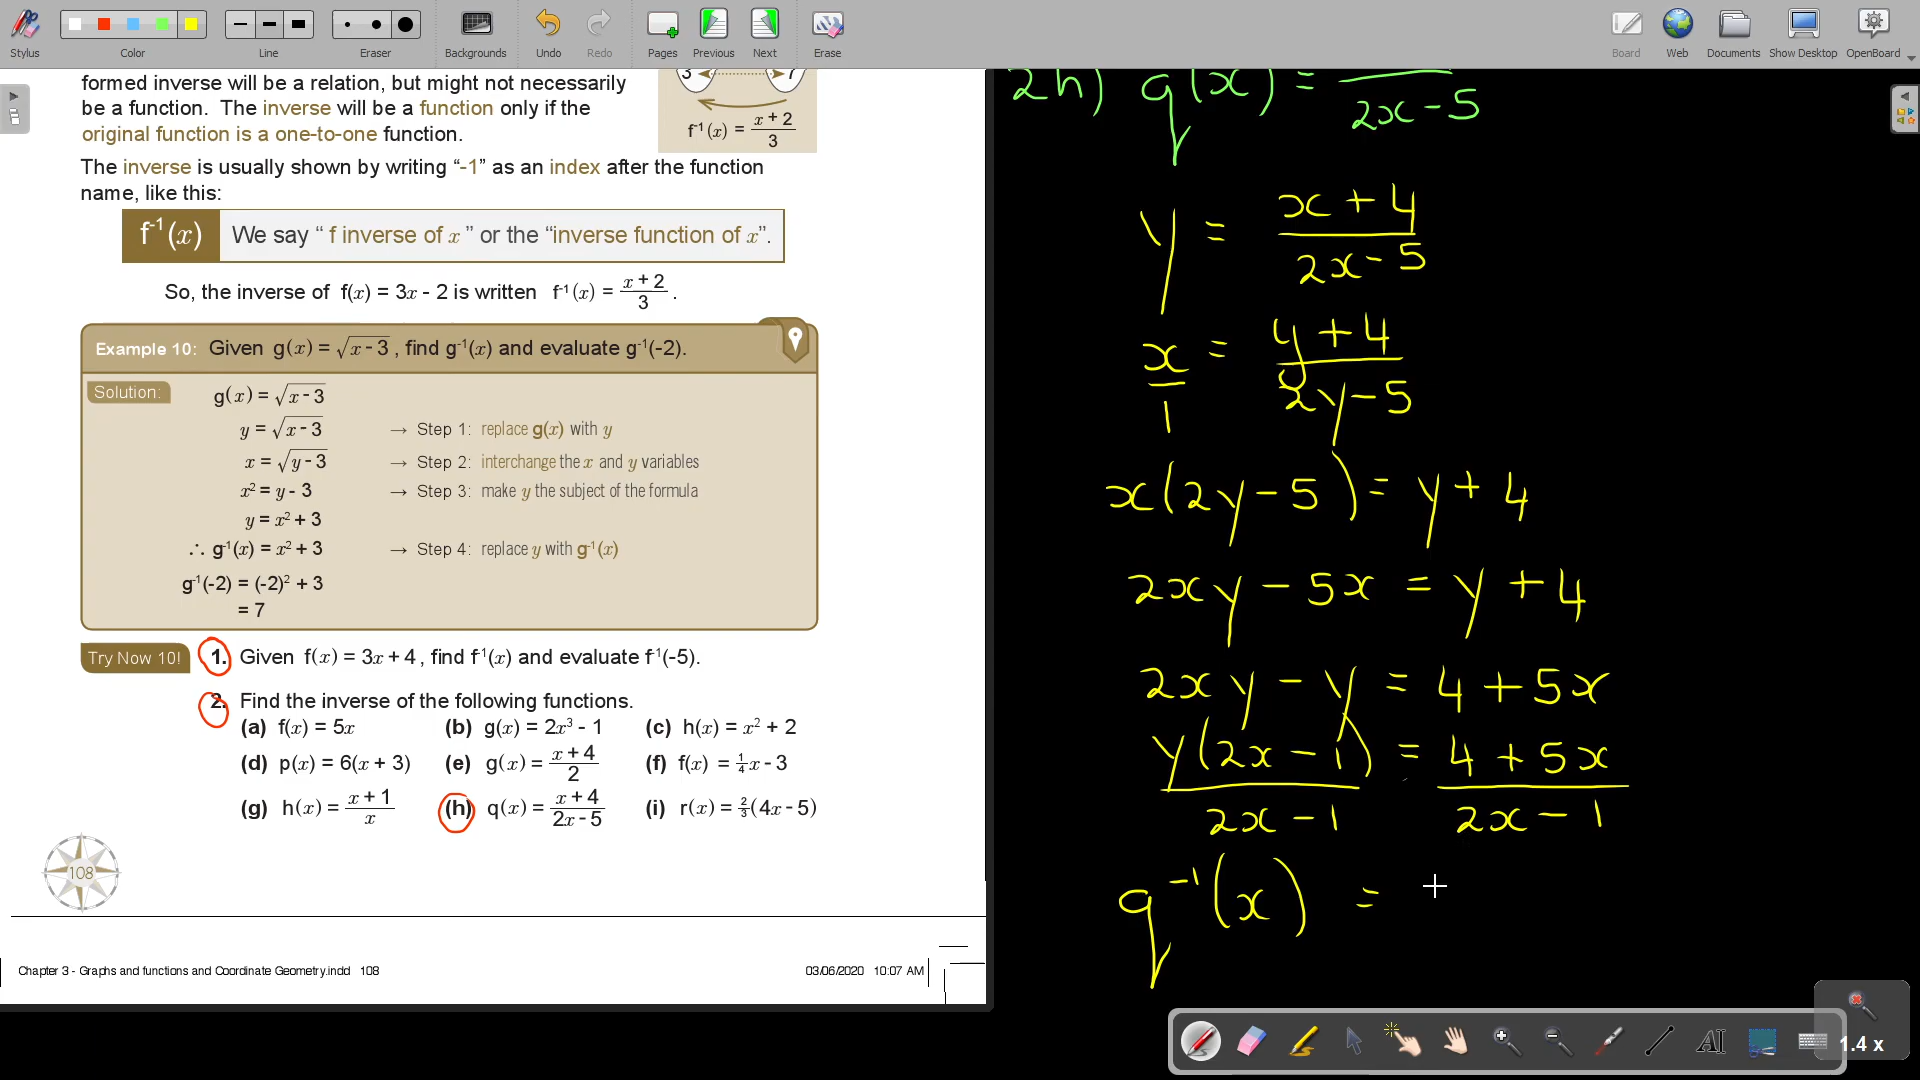 Stylus Color Line Eraser Backgrounds Undo Redo Pages Previous Next Erase Board Web Documents Show Desktop OpenBoard
formed inverse will be a relation, but might not necessarily
be a function. The inverse will be a function only if the
original function is a one-to-one function.
3 7
f⁻¹(x) = (x + 2)/3
The inverse is usually shown by writing “-1” as an index after the function
name, like this:
f⁻¹(x) We say “ f inverse of x ” or the “inverse function of x”.
So, the inverse of f(x) = 3x - 2 is written f⁻¹(x) = (x + 2)/3 .
Example 10: Given g(x) = √(x - 3) , find g⁻¹(x) and evaluate g⁻¹(-2).
Solution: g(x) = √(x - 3)
y = √(x - 3) → Step 1: replace g(x) with y
x = √(y - 3) → Step 2: interchange the x and y variables
x² = y - 3 → Step 3: make y the subject of the formula
y = x² + 3
∴ g⁻¹(x) = x² + 3 → Step 4: replace y with g⁻¹(x)
g⁻¹(-2) = (-2)² + 3
= 7
Try Now 10! 1. Given f(x) = 3x + 4 , find f⁻¹(x) and evaluate f⁻¹(-5).
2. Find the inverse of the following functions.
(a) f(x) = 5x (b) g(x) = 2x³ - 1 (c) h(x) = x² + 2
(d) p(x) = 6(x + 3) (e) g(x) = (x + 4)/2 (f) f(x) = ¼x - 3
(g) h(x) = (x + 1)/x (h) q(x) = (x + 4)/(2x - 5) (i) r(x) = ⅔(4x - 5)
108
Chapter 3 - Graphs and functions and Coordinate Geometry.indd 108 03/06/2020 10:07 AM
2h) q(x) = /(2x - 5)
y = (x + 4)/(2x - 5)
x/1 = (y + 4)/(2y - 5)
x(2y - 5) = y + 4
2xy - 5x = y + 4
2xy - y = 4 + 5x
y(2x - 1)/(2x - 1) = (4 + 5x)/(2x - 1)
q⁻¹(x) =
1.4 x